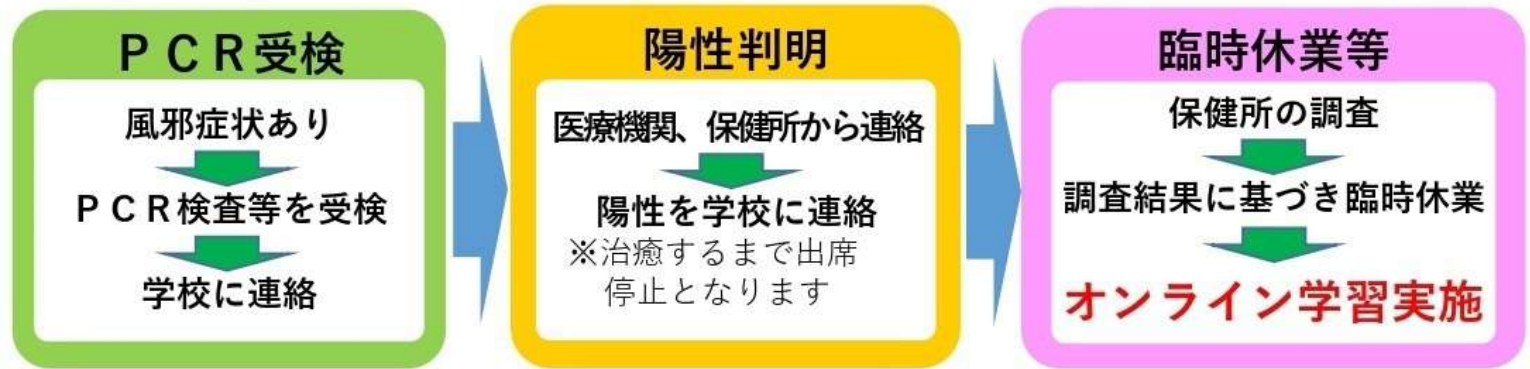 ＰＣＲ受検
風邪症状あり
ＰＣＲ検査等を受検
学校に連絡
陽性判明
医療機関、保健所から連絡
陽性を学校に連絡
※治癒するまで出席
停止となります
臨時休業等
保健所の調査
調査結果に基づき臨時休業
オンライン学習実施